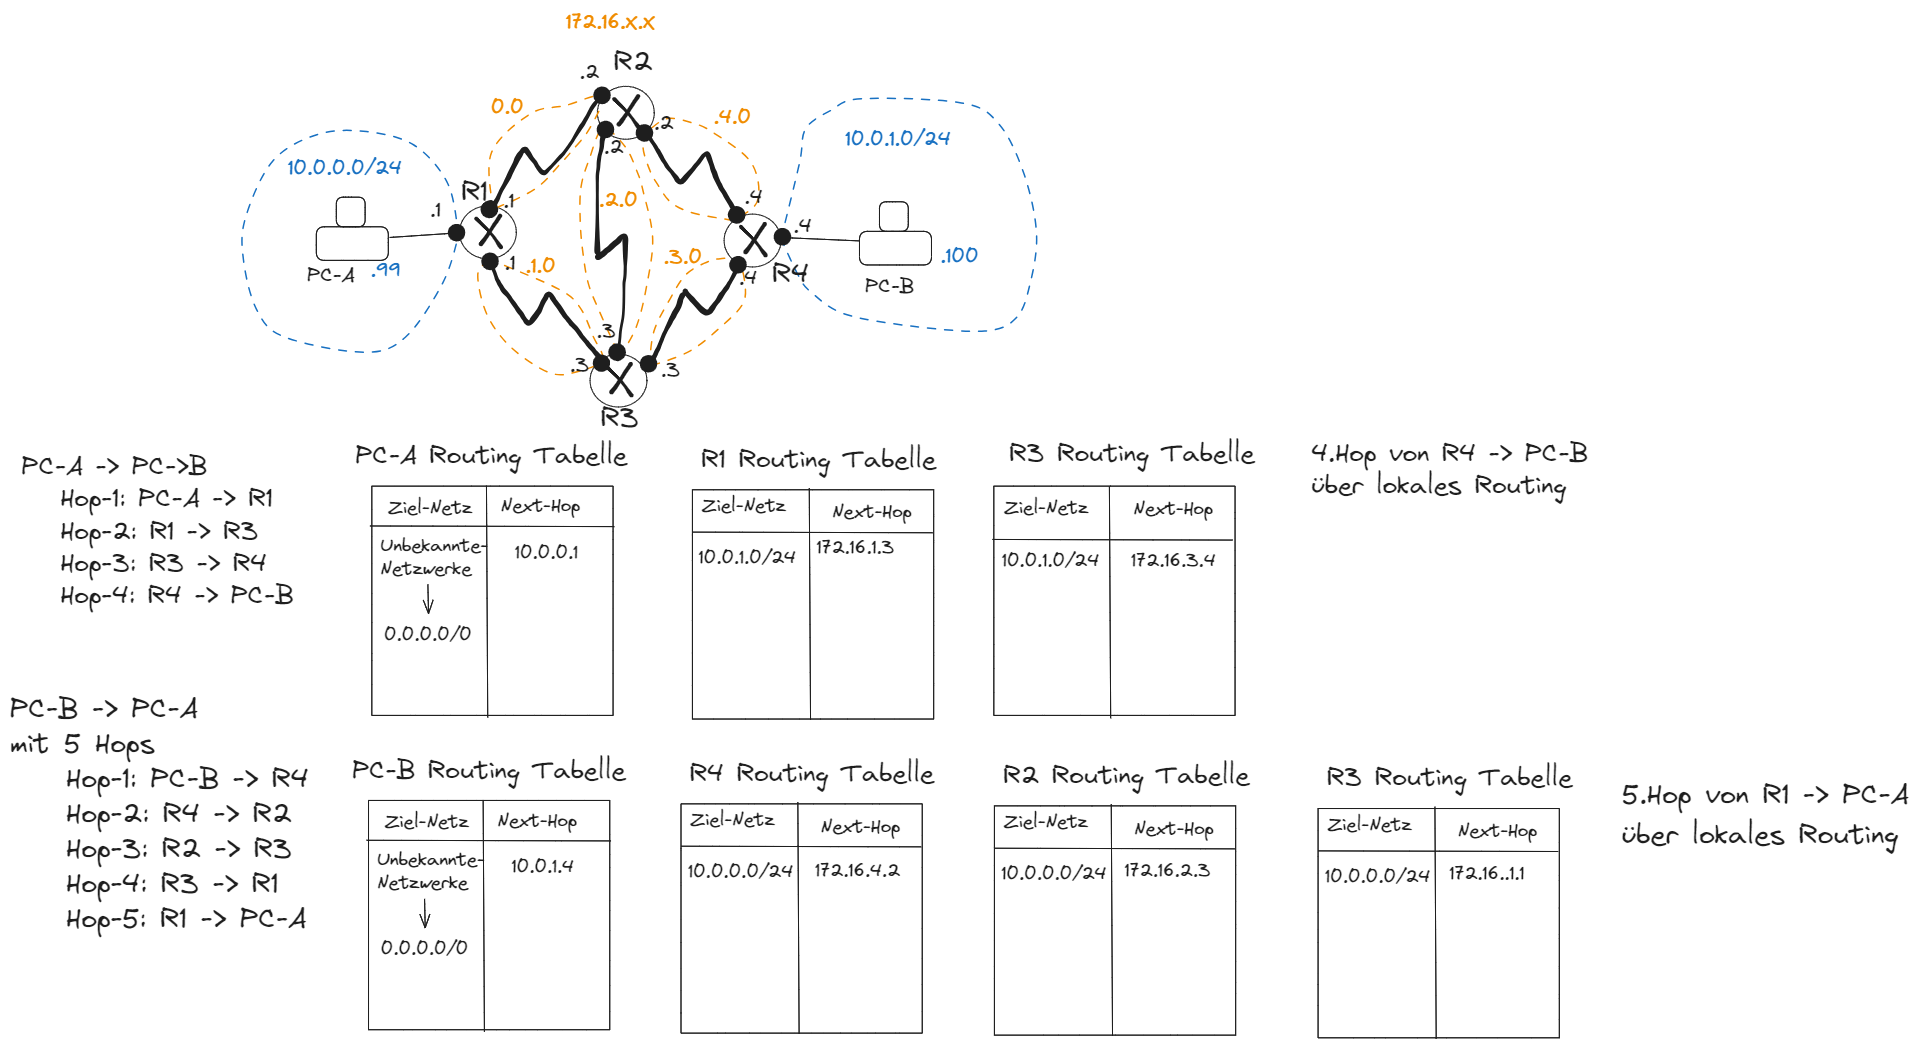 172.16.x.x
R2
.2
0.0
.2
.4.0
.2
10.0.1.0/24
10.0.0.0/24
R1
.1
.1
.2.0
.4
.4
.1
.1.0
.3.0
R4
.4
PC-A
.99
.100
PC-B
.3
.3
.3
R3
PC-A -> PC->B
Hop-1: PC-A -> R1
Hop-2: R1 -> R3
Hop-3: R3 -> R4
Hop-4: R4 -> PC-B
PC-A Routing Tabelle
Ziel-Netz Next-Hop
Unbekannte- 10.0.0.1
Netzwerke
0.0.0.0/0
R1 Routing Tabelle
Ziel-Netz Next-Hop
10.0.1.0/24 172.16.1.3
R3 Routing Tabelle
Ziel-Netz Next-Hop
10.0.1.0/24 172.16.3.4
4.Hop von R4 -> PC-B
über lokales Routing
PC-B -> PC-A
mit 5 Hops
Hop-1: PC-B -> R4
Hop-2: R4 -> R2
Hop-3: R2 -> R3
Hop-4: R3 -> R1
Hop-5: R1 -> PC-A
PC-B Routing Tabelle
Ziel-Netz Next-Hop
Unbekannte- 10.0.1.4
Netzwerke
0.0.0.0/0
R4 Routing Tabelle
Ziel-Netz Next-Hop
10.0.0.0/24 172.16.4.2
R2 Routing Tabelle
Ziel-Netz Next-Hop
10.0.0.0/24 172.16.2.3
R3 Routing Tabelle
Ziel-Netz Next-Hop
10.0.0.0/24 172.16..1.1
5.Hop von R1 -> PC-A
über lokales Routing